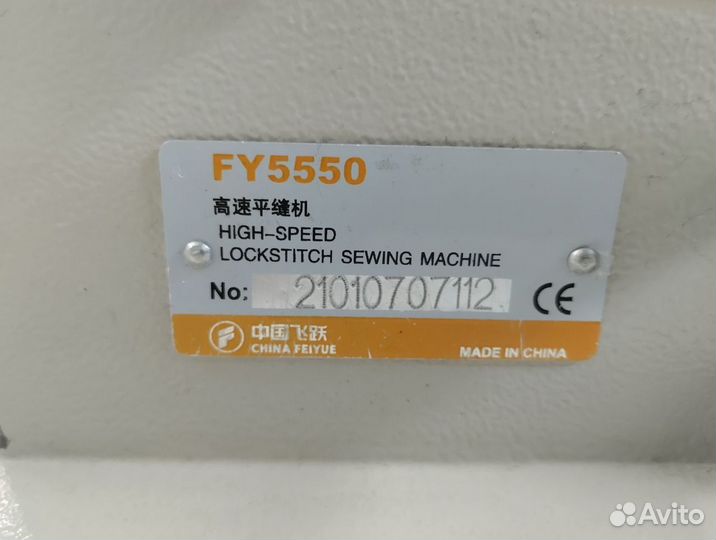 FY5550
高速平缝机
HIGH-SPEED
LOCKSTITCH SEWING MACHINE
No: 21010707112 CE
中国飞跃
CHINA FEIYUE
MADE IN CHINA
Avito